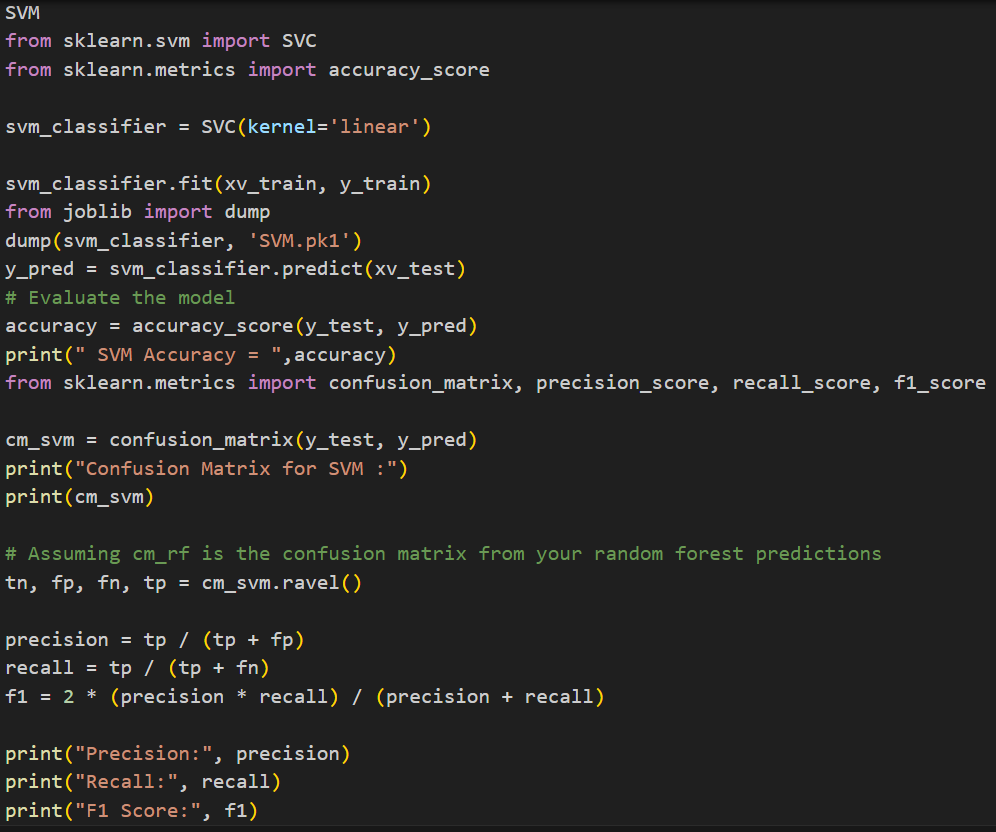 SVM
from sklearn.svm import SVC
from sklearn.metrics import accuracy_score
svm_classifier = SVC(kernel='linear')
svm_classifier.fit(xv_train, y_train)
from joblib import dump
dump(svm_classifier, 'SVM.pk1')
y_pred = svm_classifier.predict(xv_test)
# Evaluate the model
accuracy = accuracy_score(y_test, y_pred)
print(" SVM Accuracy = ",accuracy)
from sklearn.metrics import confusion_matrix, precision_score, recall_score, f1_score
cm_svm = confusion_matrix(y_test, y_pred)
print("Confusion Matrix for SVM :")
print(cm_svm)
# Assuming cm_rf is the confusion matrix from your random forest predictions
tn, fp, fn, tp = cm_svm.ravel()
precision = tp / (tp + fp)
recall = tp / (tp + fn)
f1 = 2 * (precision * recall) / (precision + recall)
print("Precision:", precision)
print("Recall:", recall)
print("F1 Score:", f1)